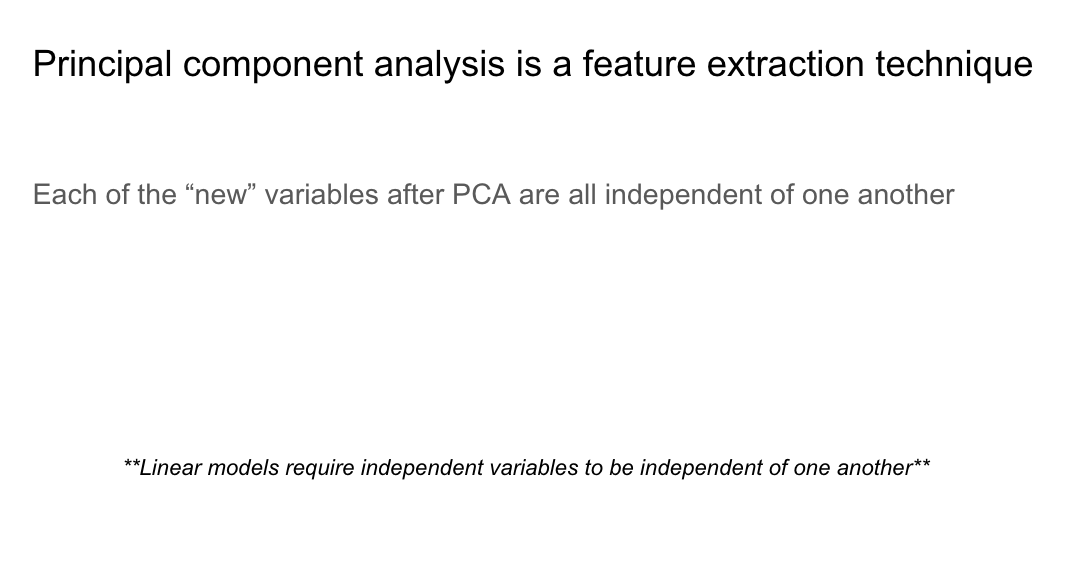 Principal component analysis is a feature extraction technique
Each of the “new” variables after PCA are all independent of one another
**Linear models require independent variables to be independent of one another**